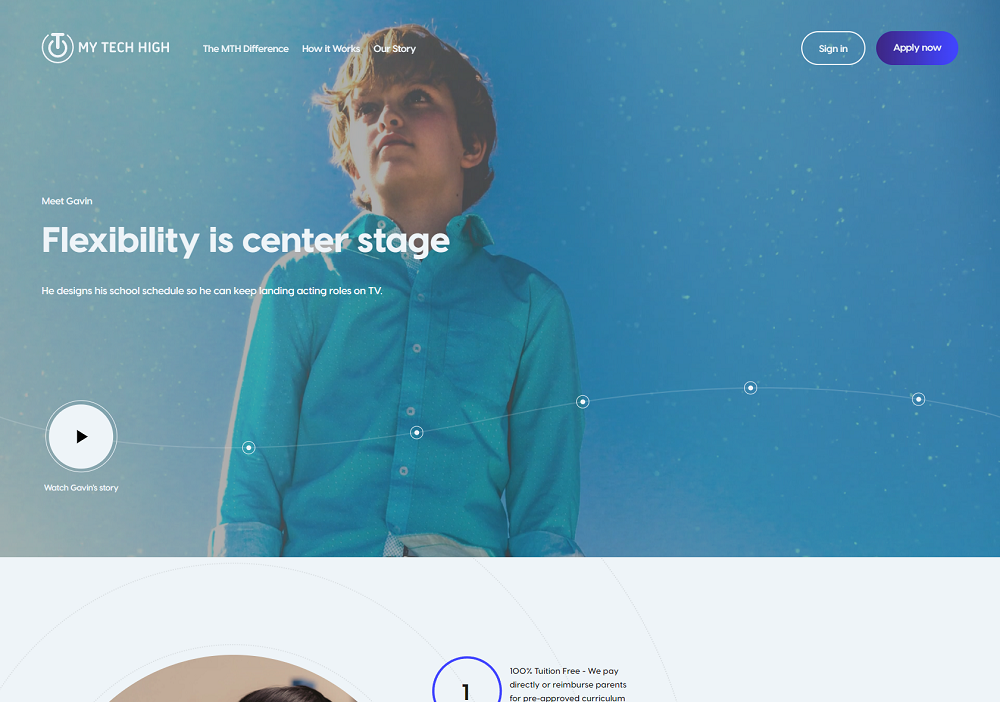 MY TECH HIGH
The MTH Difference
How it Works
Our Story
Sign in
Apply now
Meet Gavin
Flexibility is center stage
He designs his school schedule so he can keep landing acting roles on TV.
Watch Gavin's story
1
100% Tuition Free - We pay
directly or reimburse parents
for pre-approved curriculum